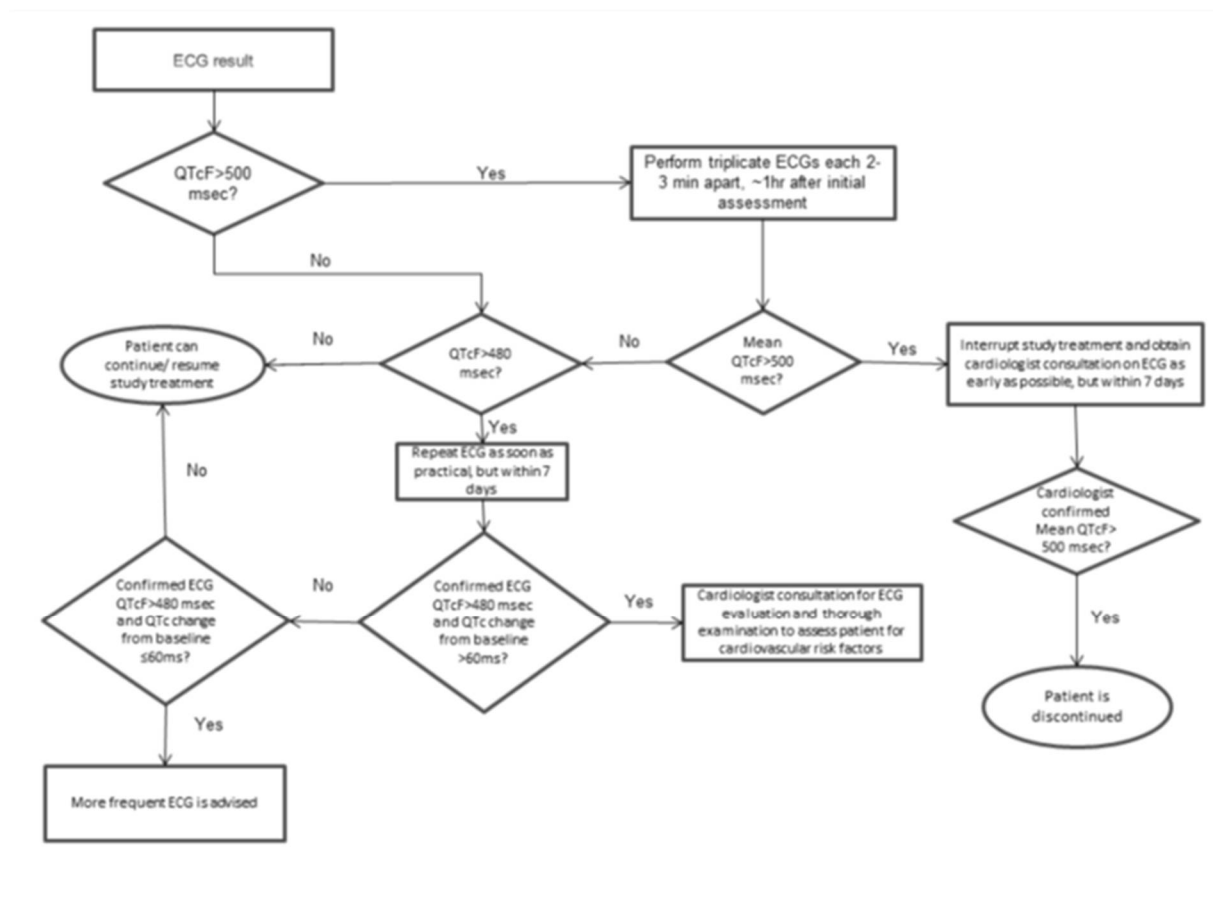 ECG result
QTcF>500
msec?
Yes
Perform triplicate ECGs each 2-
3 min apart, ~1hr after initial
assessment
No
Patient can
continue/ resume
study treatment
No
QTcF>480
msec?
No
Mean
QTcF>500
msec?
Yes
Interrupt study treatment and obtain
cardiologist consultation on ECG as
early as possible, but within 7 days
Yes
Repeat ECG as soon as
practical, but within 7
days
No
Cardiologist
confirmed
Mean QTcF>
500 msec?
Confirmed ECG
QTcF>480 msec
and QTc change
from baseline
≤60ms?
No
Confirmed ECG
QTcF>480 msec
and QTc change
from baseline
>60ms?
Yes
Cardiologist consultation for ECG
evaluation and thorough
examination to assess patient for
cardiovascular risk factors
Yes
Patient is
discontinued
Yes
More frequent ECG is advised